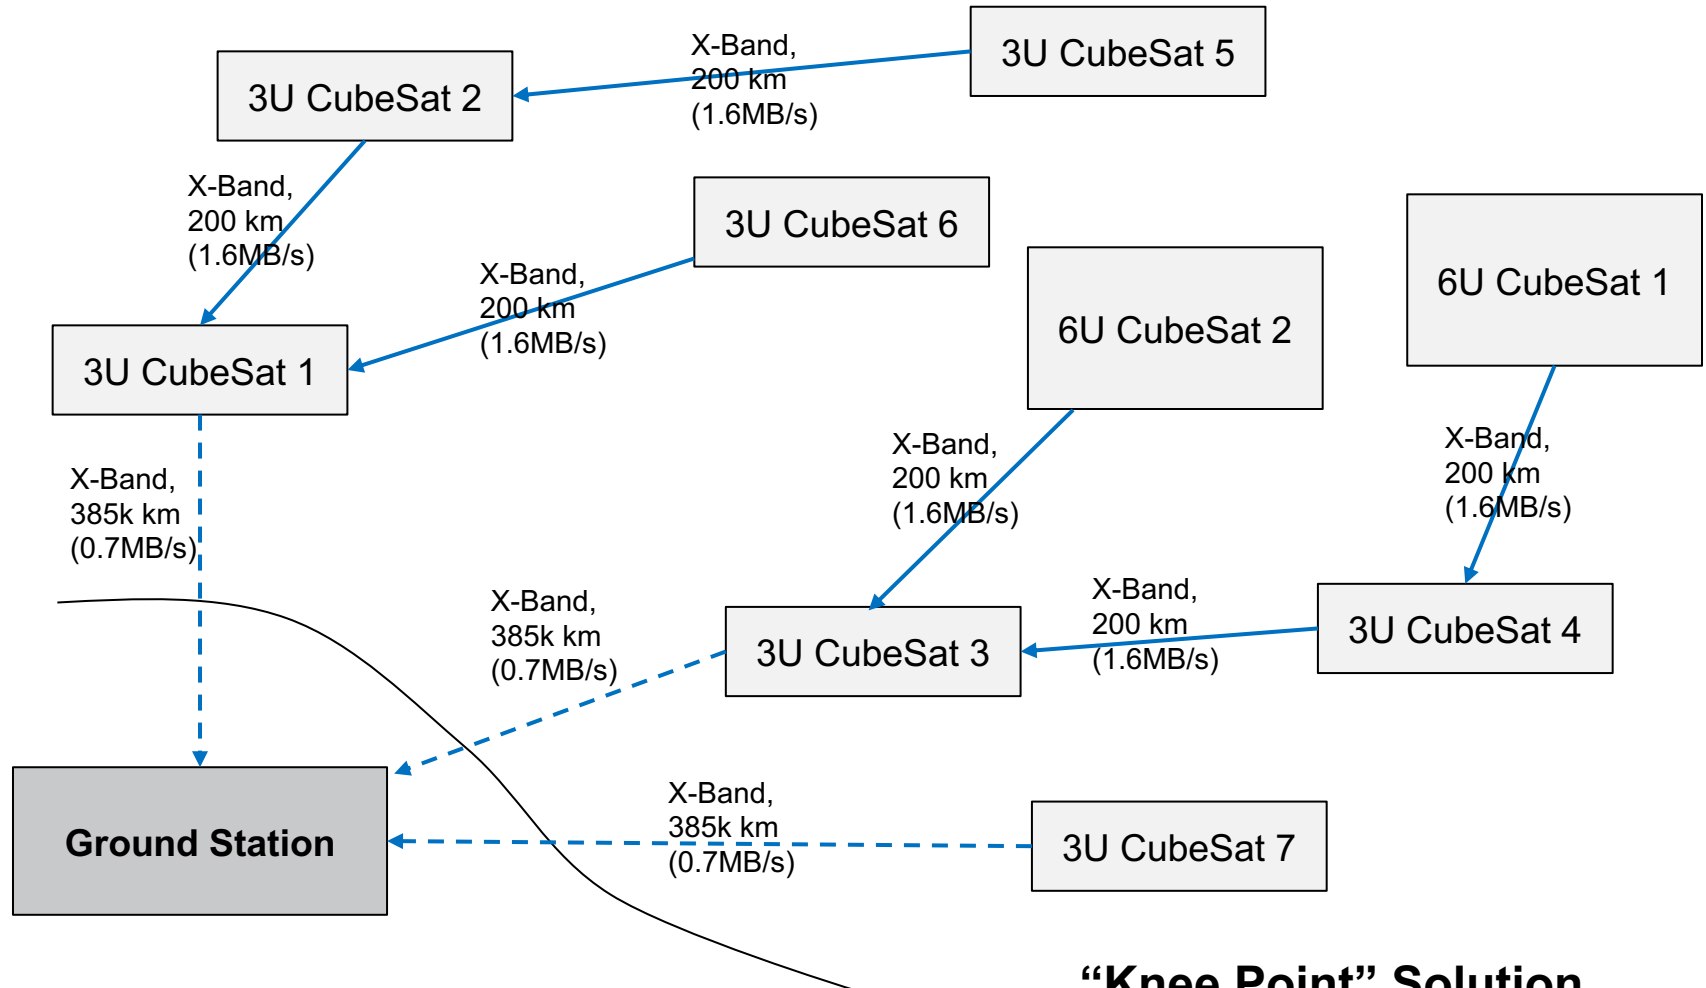 3U CubeSat 5
X-Band,
200 km
(1.6MB/s)
3U CubeSat 2
X-Band,
200 km
(1.6MB/s)
3U CubeSat 6
X-Band,
200 km
(1.6MB/s)
6U CubeSat 1
6U CubeSat 2
3U CubeSat 1
X-Band,
200 km
(1.6MB/s)
X-Band,
200 km
(1.6MB/s)
X-Band,
385k km
(0.7MB/s)
X-Band,
385k km
(0.7MB/s)
3U CubeSat 3
X-Band,
200 km
(1.6MB/s)
3U CubeSat 4
X-Band,
385k km
(0.7MB/s)
Ground Station
3U CubeSat 7
“Knee Point” Solution